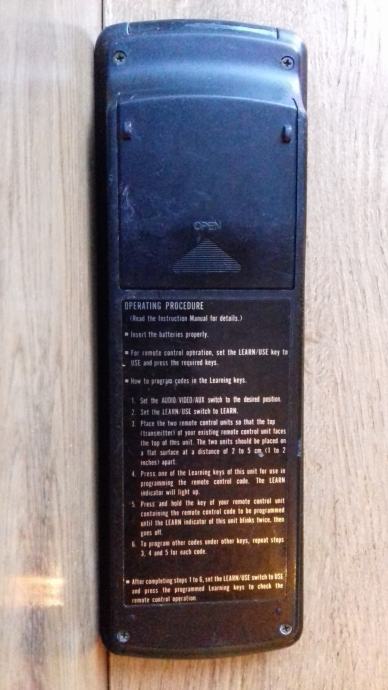 OPEN
OPERATING PROCEDURE
(Read the Instruction Manual for details.)
■ Insert the batteries properly.
■ For remote control operation, set the LEARN/USE key to
USE and press the required keys.
■ How to program codes in the Learning keys.
1. Set the AUDIO/VIDEO/AUX switch to the desired position.
2. Set the LEARN/USE switch to LEARN.
3. Place the two remote control units so that the top
(transmitter) of your existing remote control unit faces
the top of this unit. The two units should be placed on
a flat surface at a distance of 2 to 5 cm (1 to 2
inches) apart.
4. Press one of the Learning keys of this unit for use in
programming the remote control code. The LEARN
indicator will light up.
5. Press and hold the key of your remote control unit
containing the remote control code to be programmed
until the LEARN indicator of this unit blinks twice, then
goes off.
6. To program other codes under other keys, repeat steps
3, 4 and 5 for each code.
■ After completing steps 1 to 6, set the LEARN/USE switch to USE
and press the programmed Learning keys to check the
remote control operation.